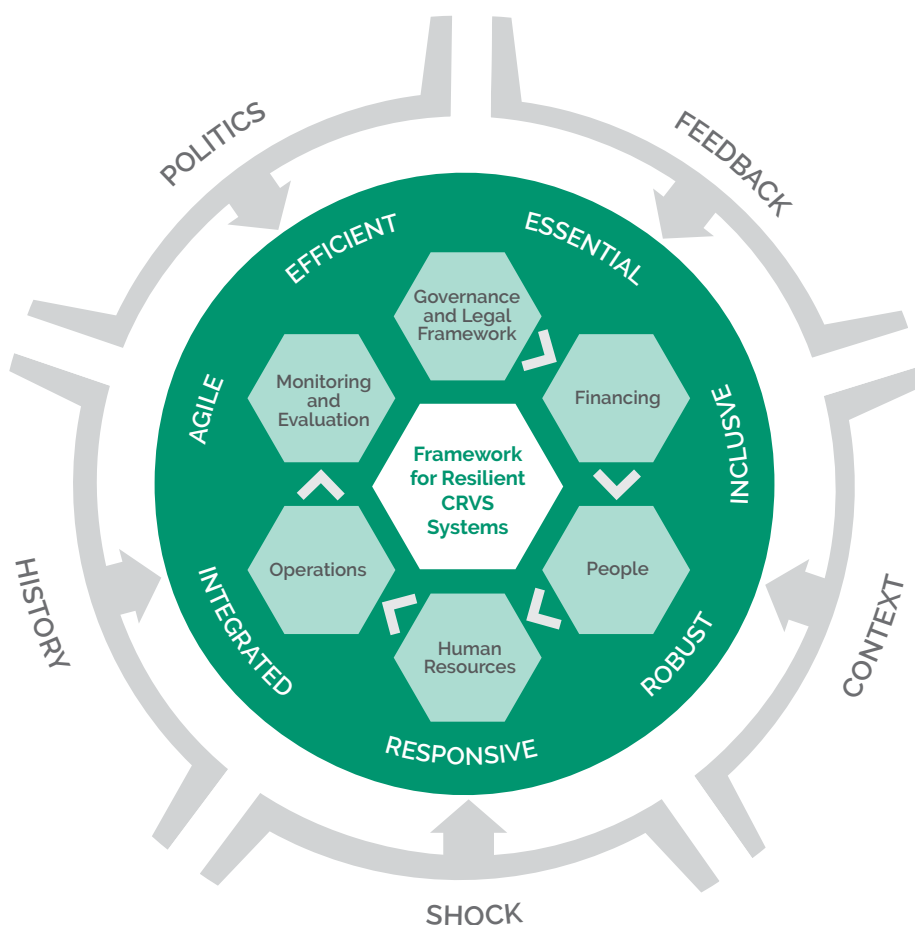 POLITICS
FEEDBACK
EFFICIENT
ESSENTIAL
Governance
and Legal
Framework
Monitoring
and
Evaluation
Financing
AGILE
INCLUSVE
Framework
for Resilient
CRVS
Systems
Operations
People
HISTORY
INTEGRATED
Human
Resources
ROBUST
CONTEXT
RESPONSIVE
SHOCK